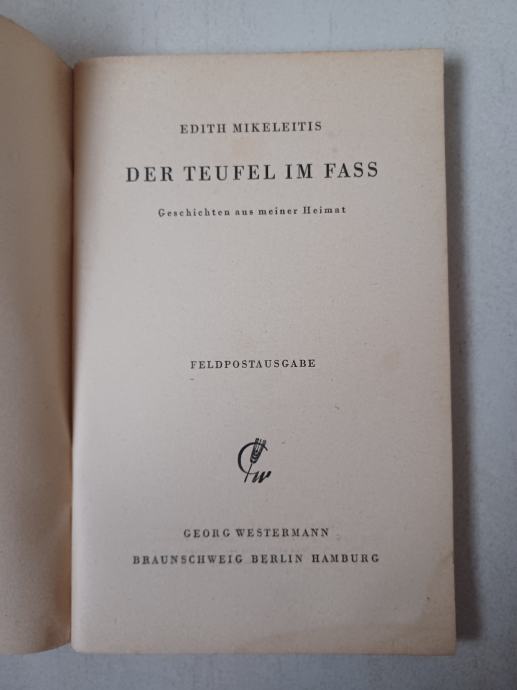 EDITH MIKELEITIS
DER TEUFEL IM FASS
Geschichten aus meiner Heimat
FELDPOSTAUSGABE
GEORG WESTERMANN
BRAUNSCHWEIG BERLIN HAMBURG